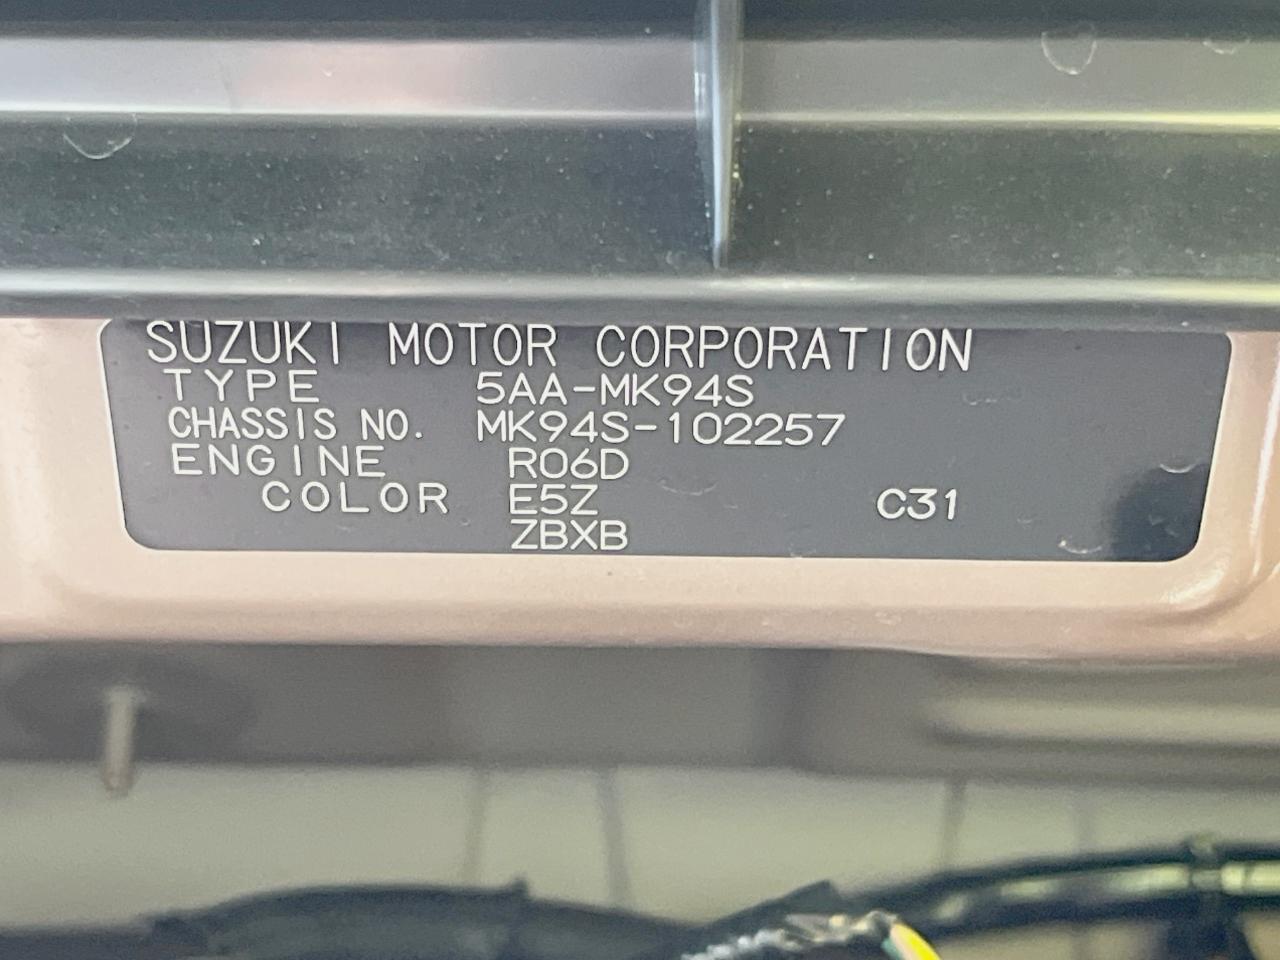 SUZUKI MOTOR CORPORATION
TYPE 5AA-MK94S
CHASSIS NO. MK94S-102257
ENGINE R06D
COLOR E5Z C31
ZBXB